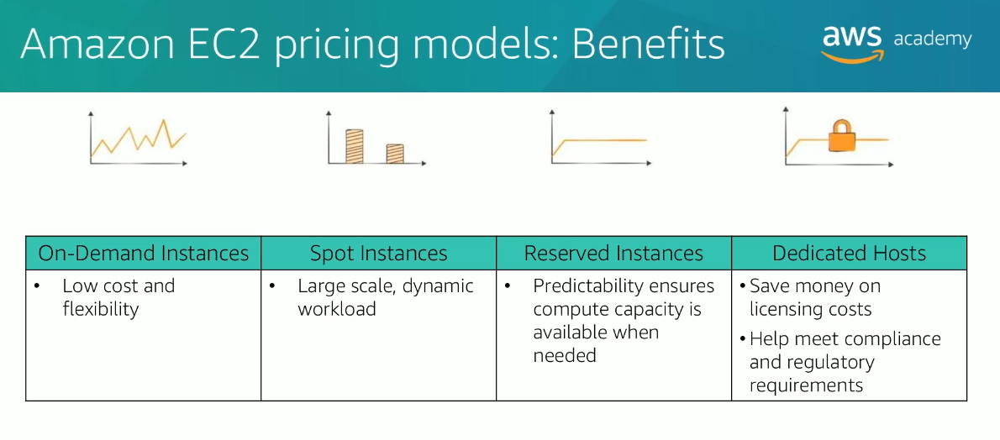 Amazon EC2 pricing models: Benefits
aws academy
On-Demand Instances
Spot Instances
Reserved Instances
Dedicated Hosts
• Low cost and
flexibility
• Large scale, dynamic
workload
• Predictability ensures
compute capacity is
available when
needed
• Save money on
licensing costs
• Help meet compliance
and regulatory
requirements